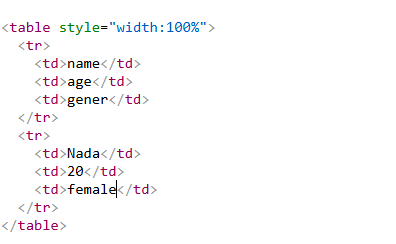 <table style="width:100%">
  <tr>
    <td>name</td>
    <td>age</td>
    <td>gener</td>
  </tr>
  <tr>
    <td>Nada</td>
    <td>20</td>
    <td>female</td>
  </tr>
</table>